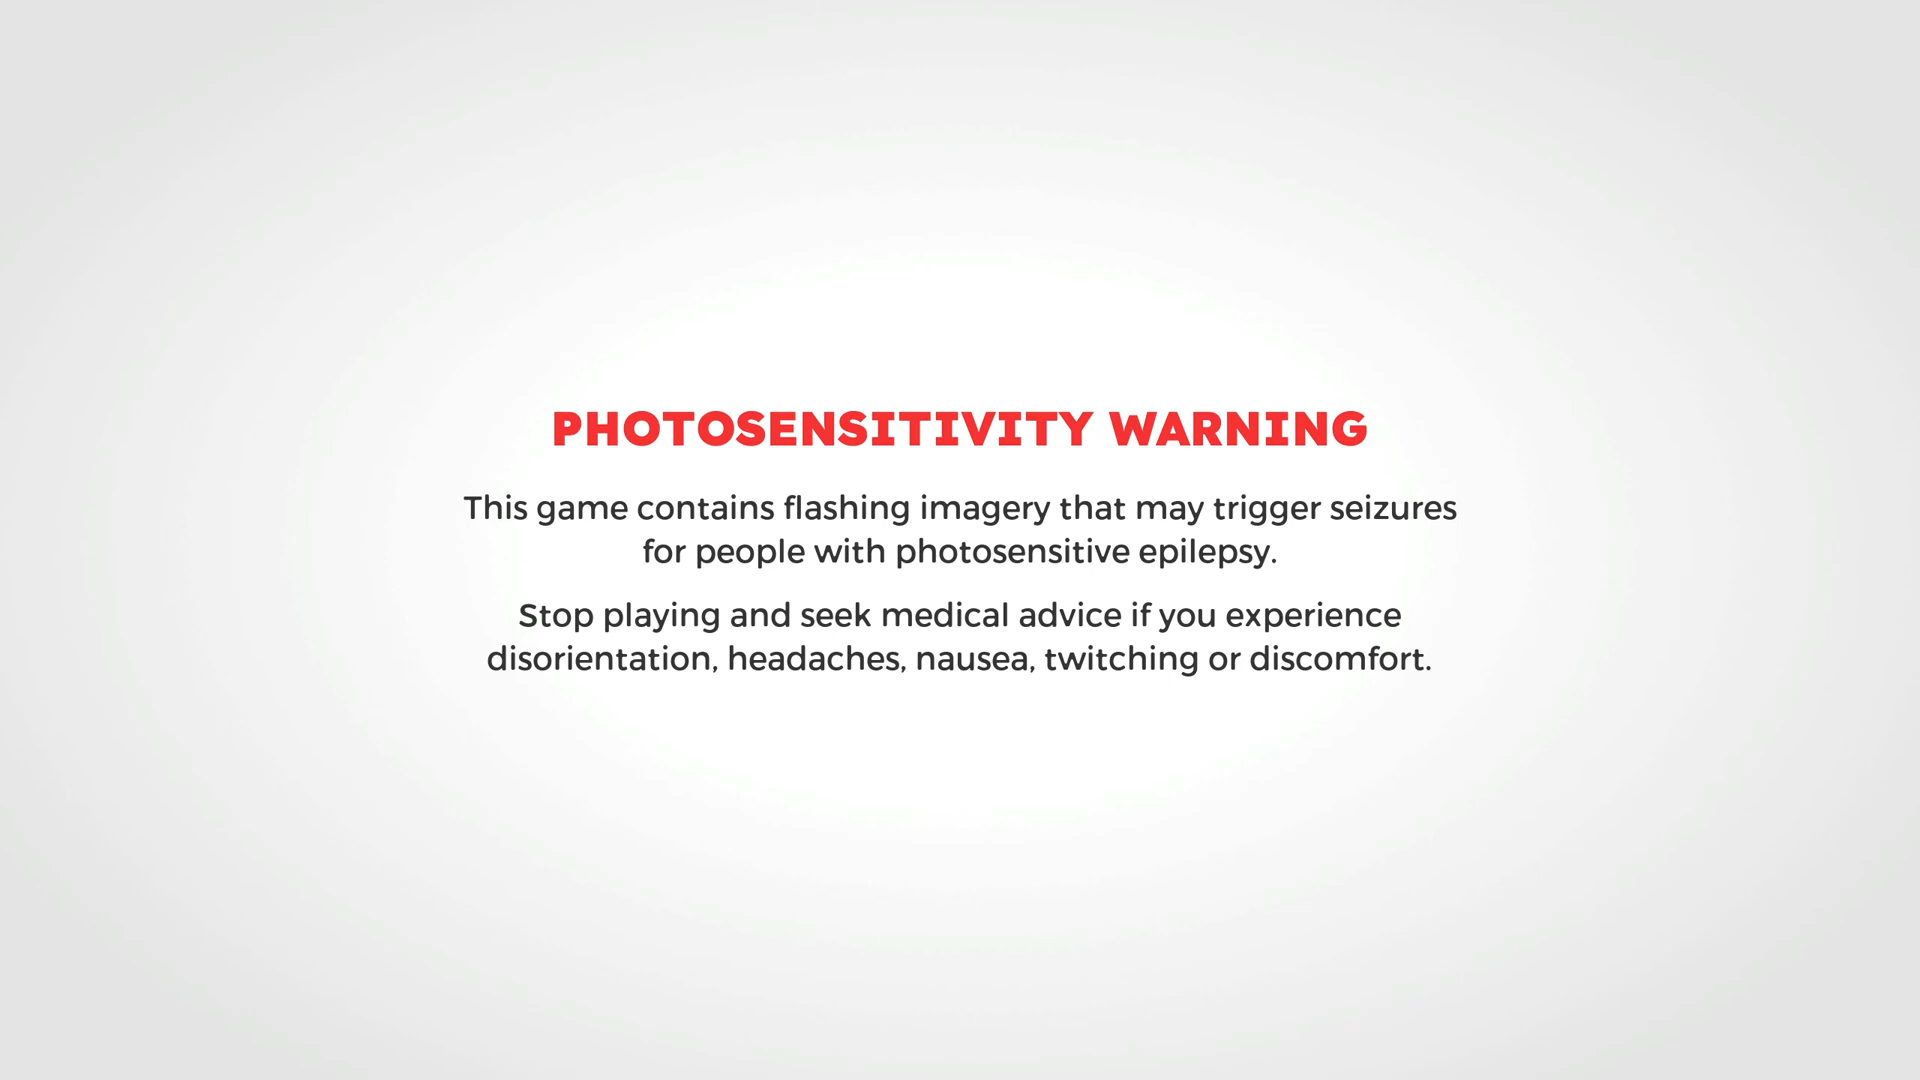 PHOTOSENSITIVITY WARNING
This game contains flashing imagery that may trigger seizures
for people with photosensitive epilepsy.
Stop playing and seek medical advice if you experience
disorientation, headaches, nausea, twitching or discomfort.